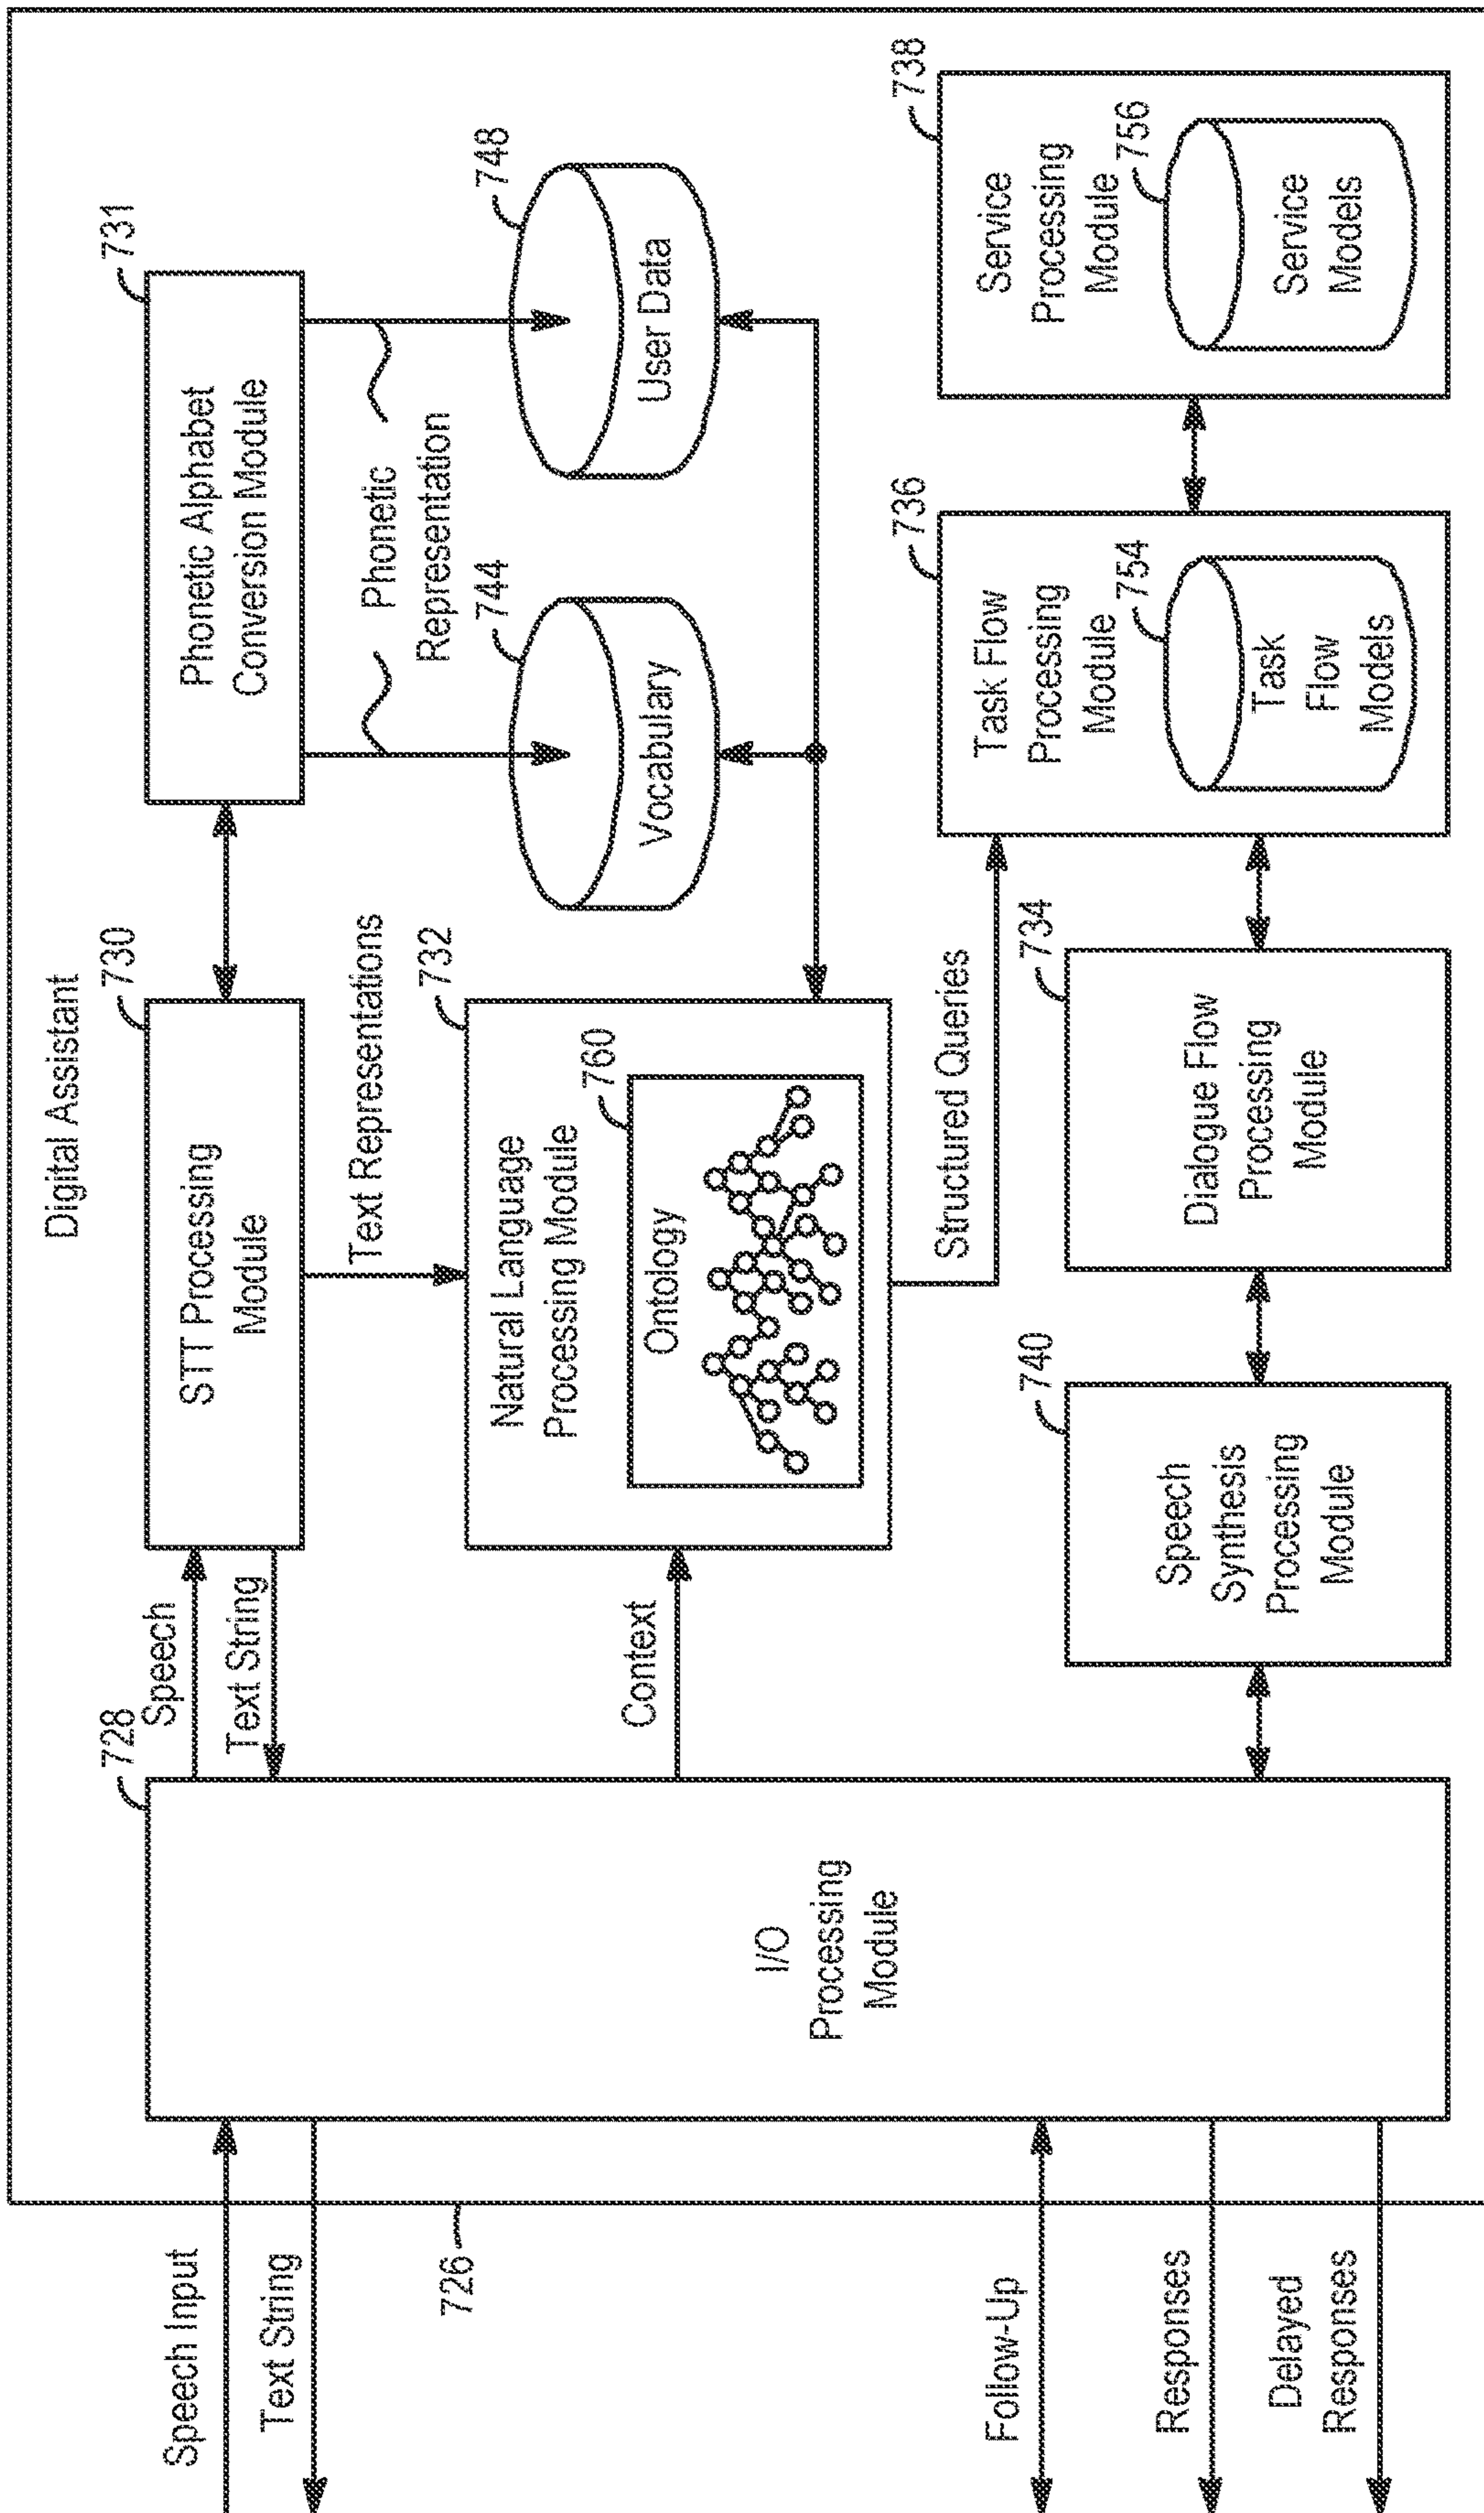 Digital Assistant
Speech Input
Text String
726
728
I/O
Processing
Module
Speech
Text String
Context
730
STT Processing
Module
731
Phonetic Alphabet
Conversion Module
Text Representations
Phonetic
Representation
732
Natural Language
Processing Module
760
Ontology
744
Vocabulary
748
User Data
Structured Queries
Follow-Up
Responses
Delayed
Responses
740
Speech
Synthesis
Processing
Module
734
Dialogue Flow
Processing
Module
736
Task Flow
Processing
Module
754
Task
Flow
Models
738
Service
Processing
Module
756
Service
Models